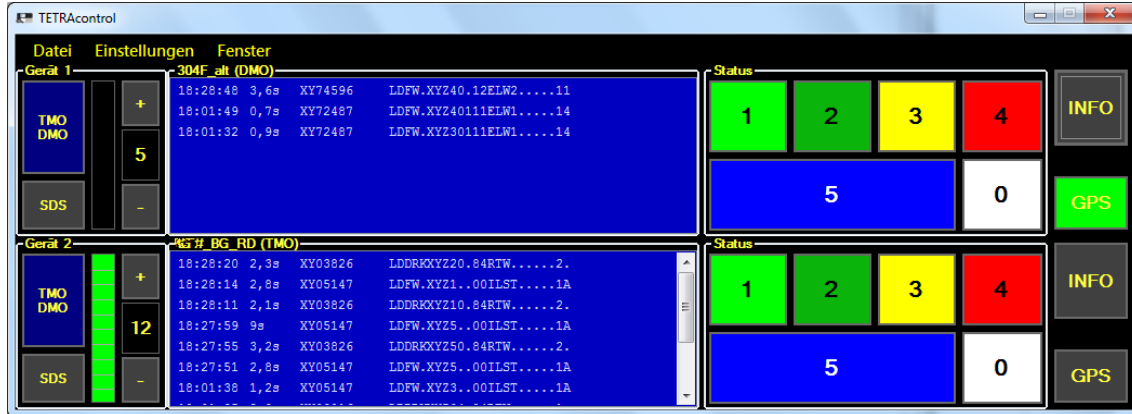 TETRAcontrol
Datei Einstellungen Fenster
Gerät 1
TMO
DMO
SDS
+
5
-
304F_alt (DMO)
18:28:48 3,6s XY74596 LDFW.XYZ40.12ELW2.....11
18:01:49 0,7s XY72487 LDFW.XYZ40111ELW1.....14
18:01:32 0,9s XY72487 LDFW.XYZ30111ELW1.....14
Status
1 2 3 4
5 0
INFO
GPS
Gerät 2
TMO
DMO
SDS
+
12
-
BG_RD (TMO)
18:28:20 2,3s XY03826 LDDRKXYZ20.84RTW......2.
18:28:14 2,8s XY05147 LDFW.XYZ1..00ILST.....1A
18:28:11 2,1s XY03826 LDDRKXYZ10.84RTW......2.
18:27:59 9s XY05147 LDFW.XYZ5..00ILST.....1A
18:27:55 3,2s XY03826 LDDRKXYZ50.84RTW......2.
18:27:51 2,8s XY05147 LDFW.XYZ5..00ILST.....1A
18:01:38 1,2s XY05147 LDFW.XYZ3..00ILST.....1A
Status
1 2 3 4
5 0
INFO
GPS